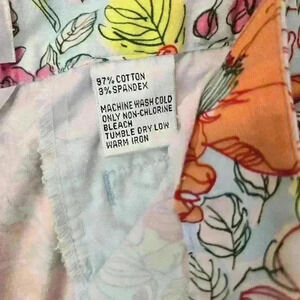 97% COTTON
3% SPANDEX
MACHINE WASH COLD
ONLY NON-CHLORINE
BLEACH
TUMBLE DRY LOW
WARM IRON